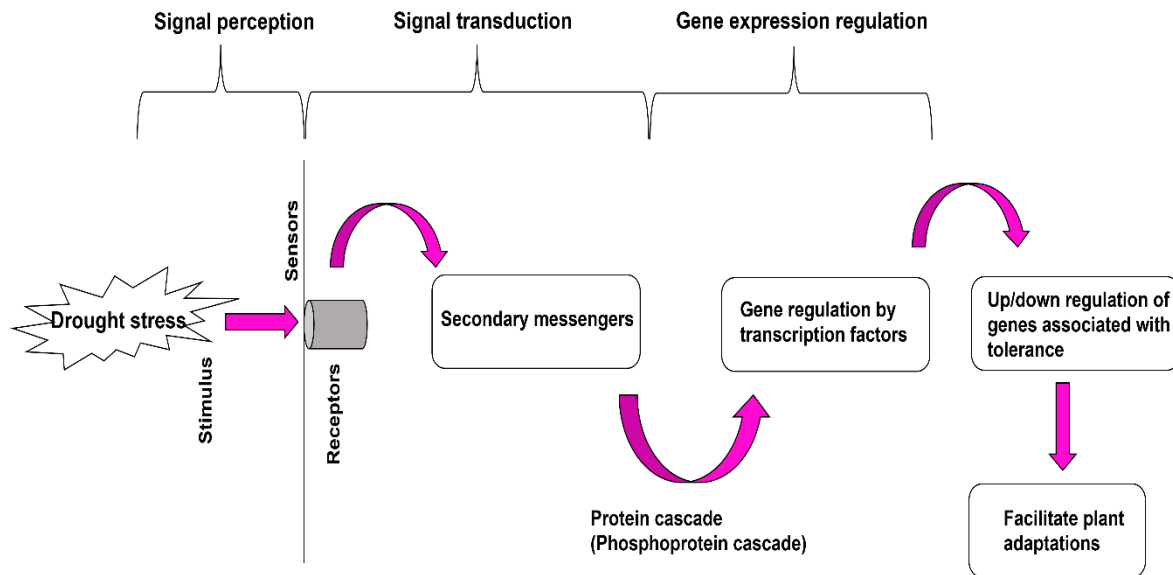 Signal perception
Signal transduction
Gene expression regulation
Sensors
Drought stress
Stimulus
Receptors
Secondary messengers
Gene regulation by
transcription factors
Up/down regulation of
genes associated with
tolerance
Protein cascade
(Phosphoprotein cascade)
Facilitate plant
adaptations